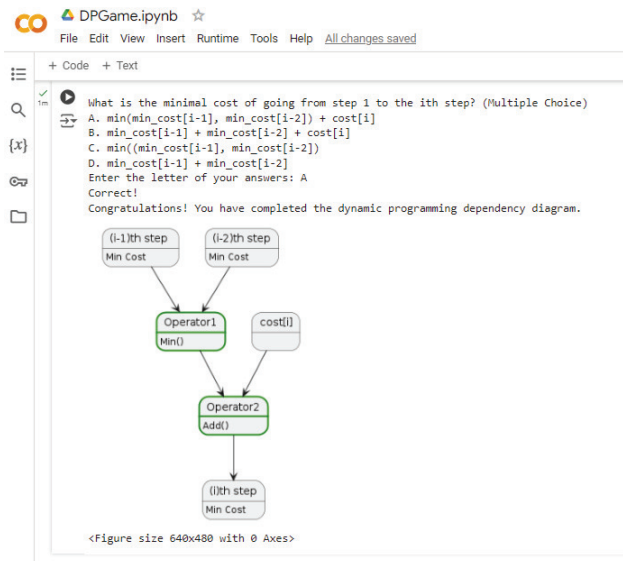 CO DPGame.ipynb ☆
File Edit View Insert Runtime Tools Help All changes saved
+ Code + Text
1m
{x}
What is the minimal cost of going from step 1 to the ith step? (Multiple Choice)
A. min(min_cost[i-1], min_cost[i-2]) + cost[i]
B. min_cost[i-1] + min_cost[i-2] + cost[i]
C. min((min_cost[i-1], min_cost[i-2])
D. min_cost[i-1] + min_cost[i-2]
Enter the letter of your answers: A
Correct!
Congratulations! You have completed the dynamic programming dependency diagram.
(i-1)th step (i-2)th step
Min Cost Min Cost
Operator1 cost[i]
Min()
Operator2
Add()
(i)th step
Min Cost
<Figure size 640x480 with 0 Axes>